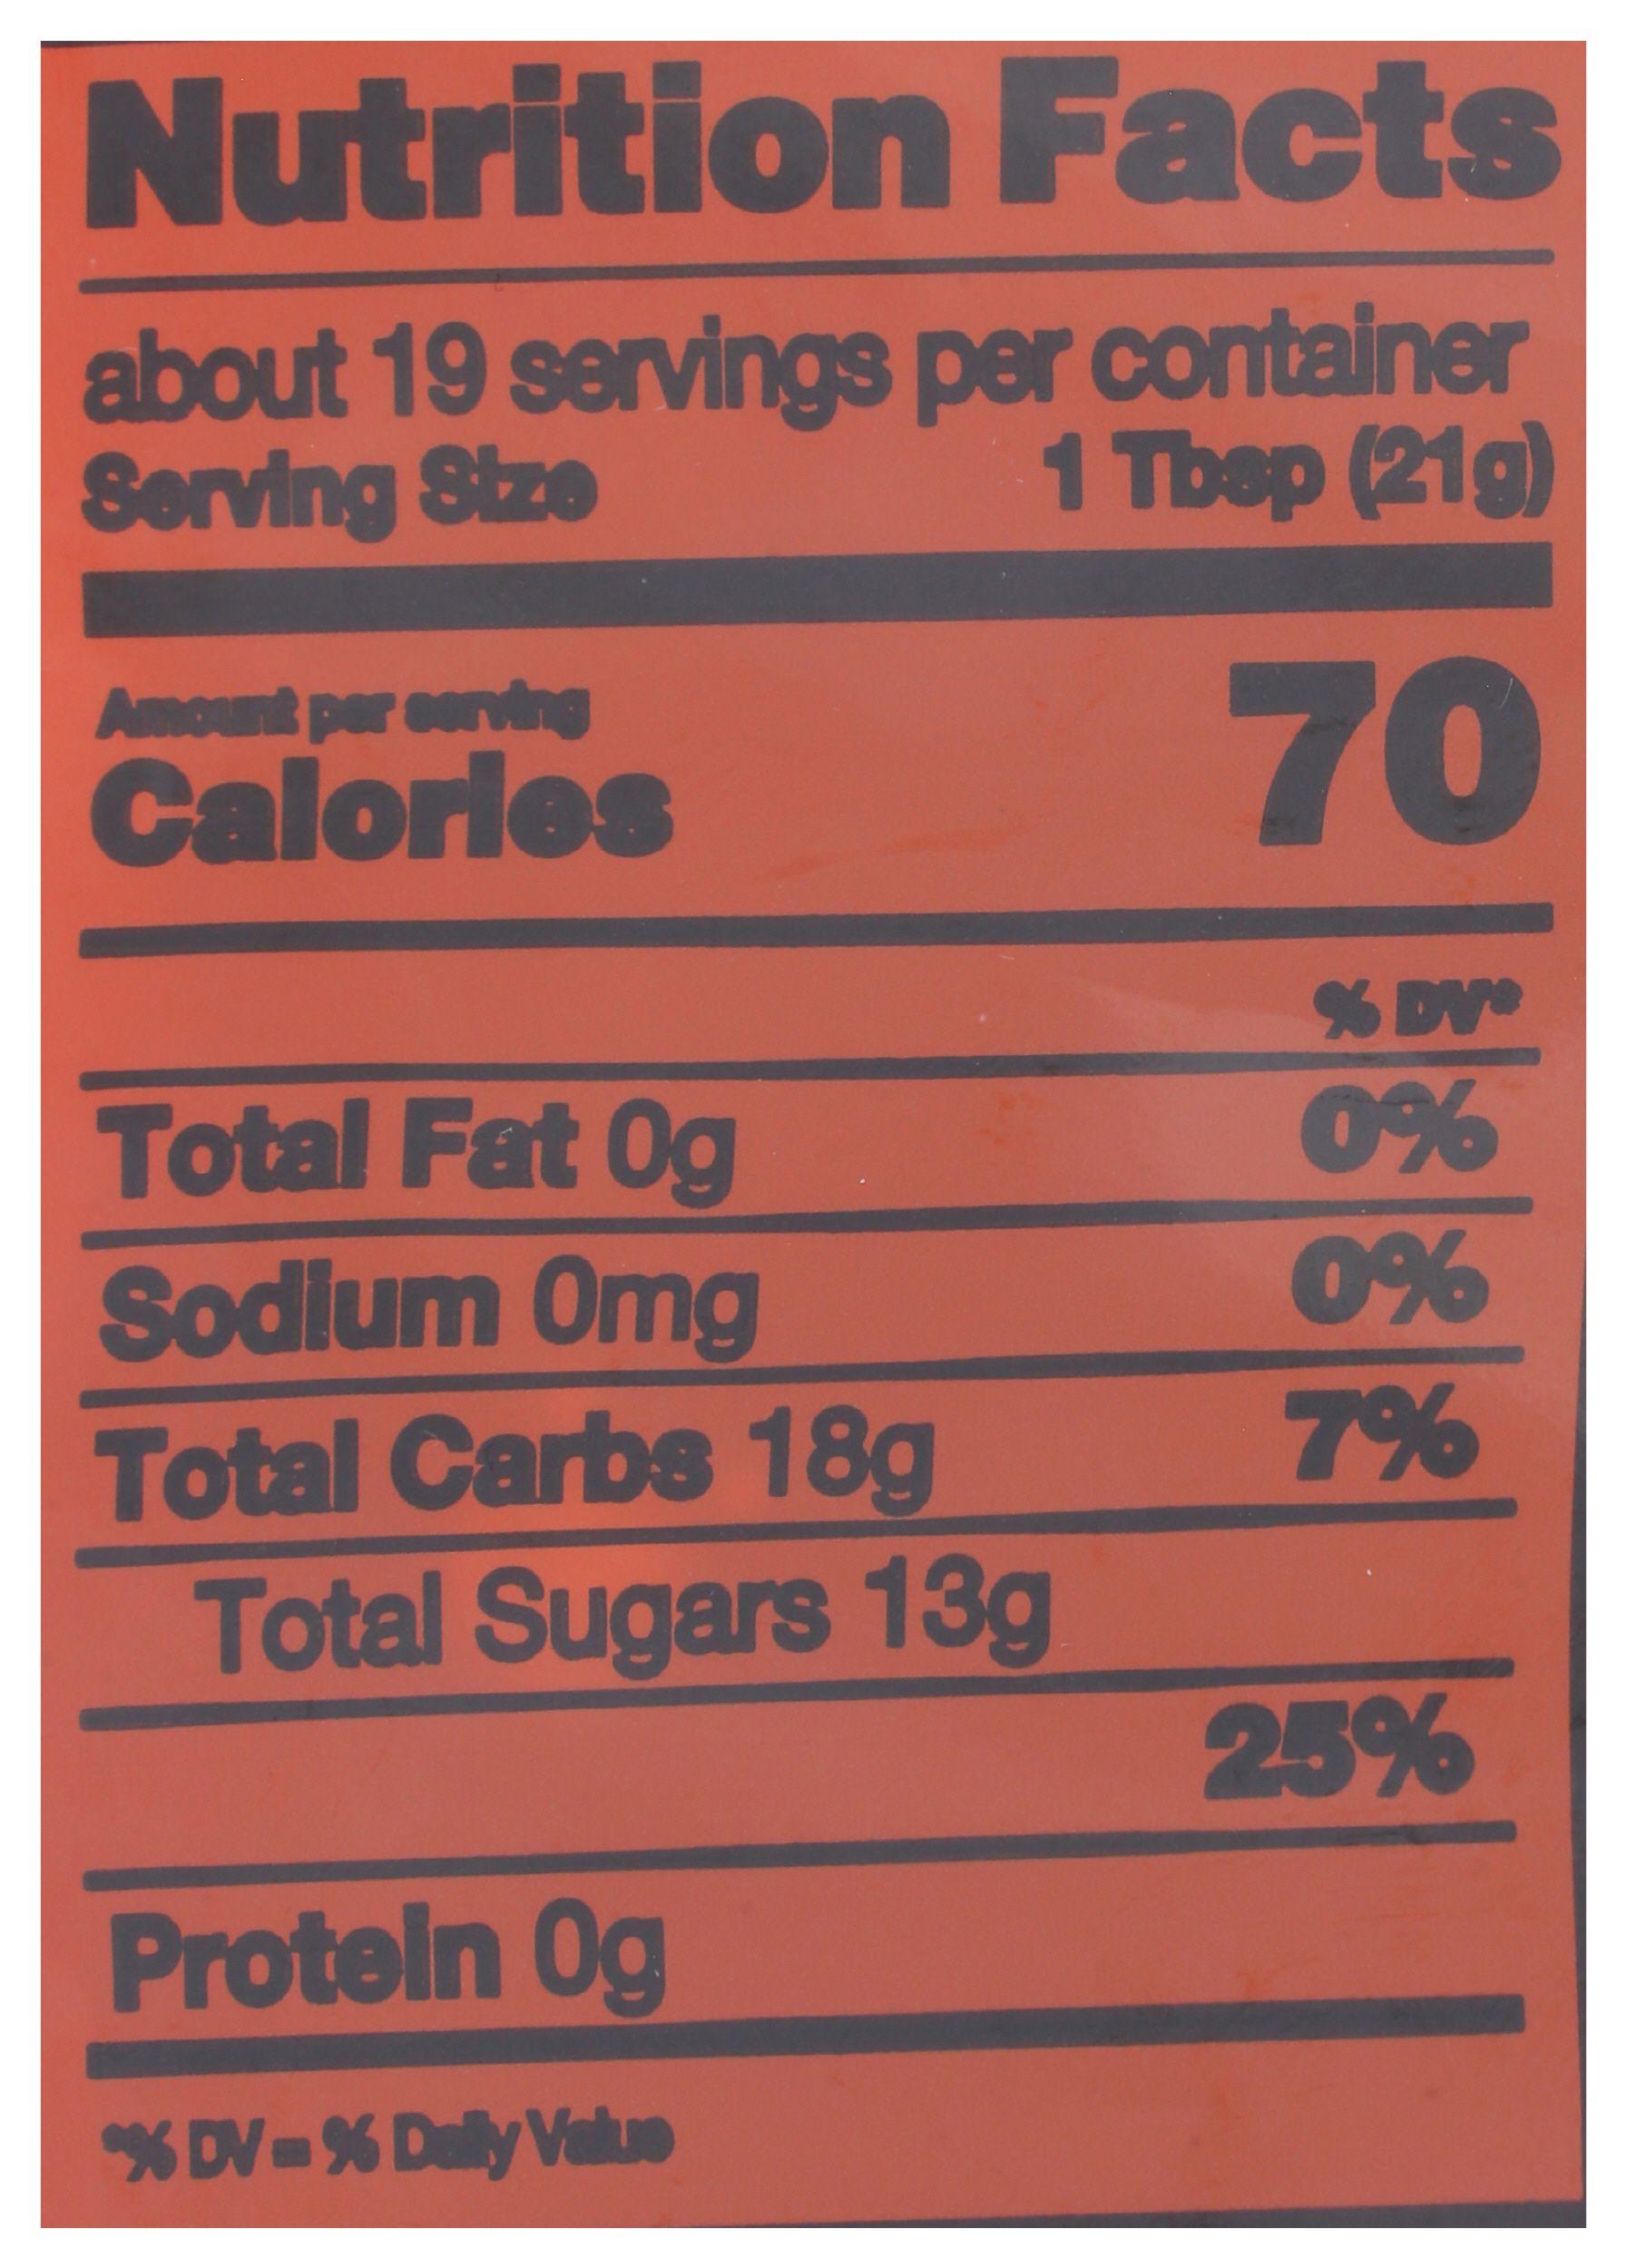 Nutrition Facts
about 19 servings per container
Serving Size 1 Tbsp (21g)
Amount per serving
Calories 70
% DV*
Total Fat 0g 0%
Sodium 0mg 0%
Total Carbs 18g 7%
Total Sugars 13g
25%
Protein 0g
*% DV = % Daily Value